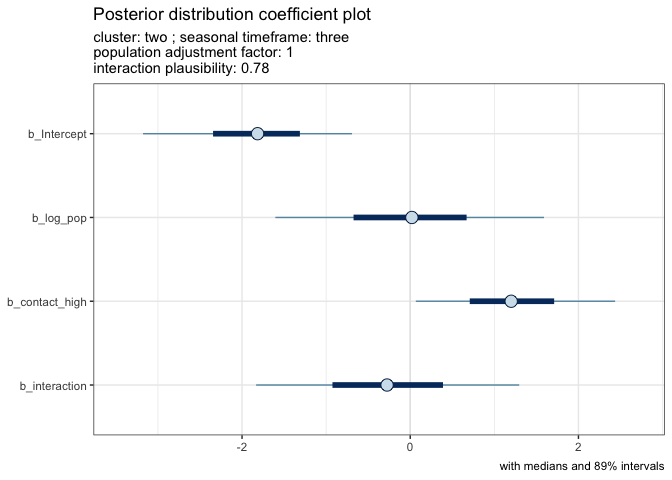 Posterior distribution coefficient plot
cluster: two ; seasonal timeframe: three
population adjustment factor: 1
interaction plausibility: 0.78
b_Intercept
b_log_pop
b_contact_high
b_interaction
-2 0 2
with medians and 89% intervals